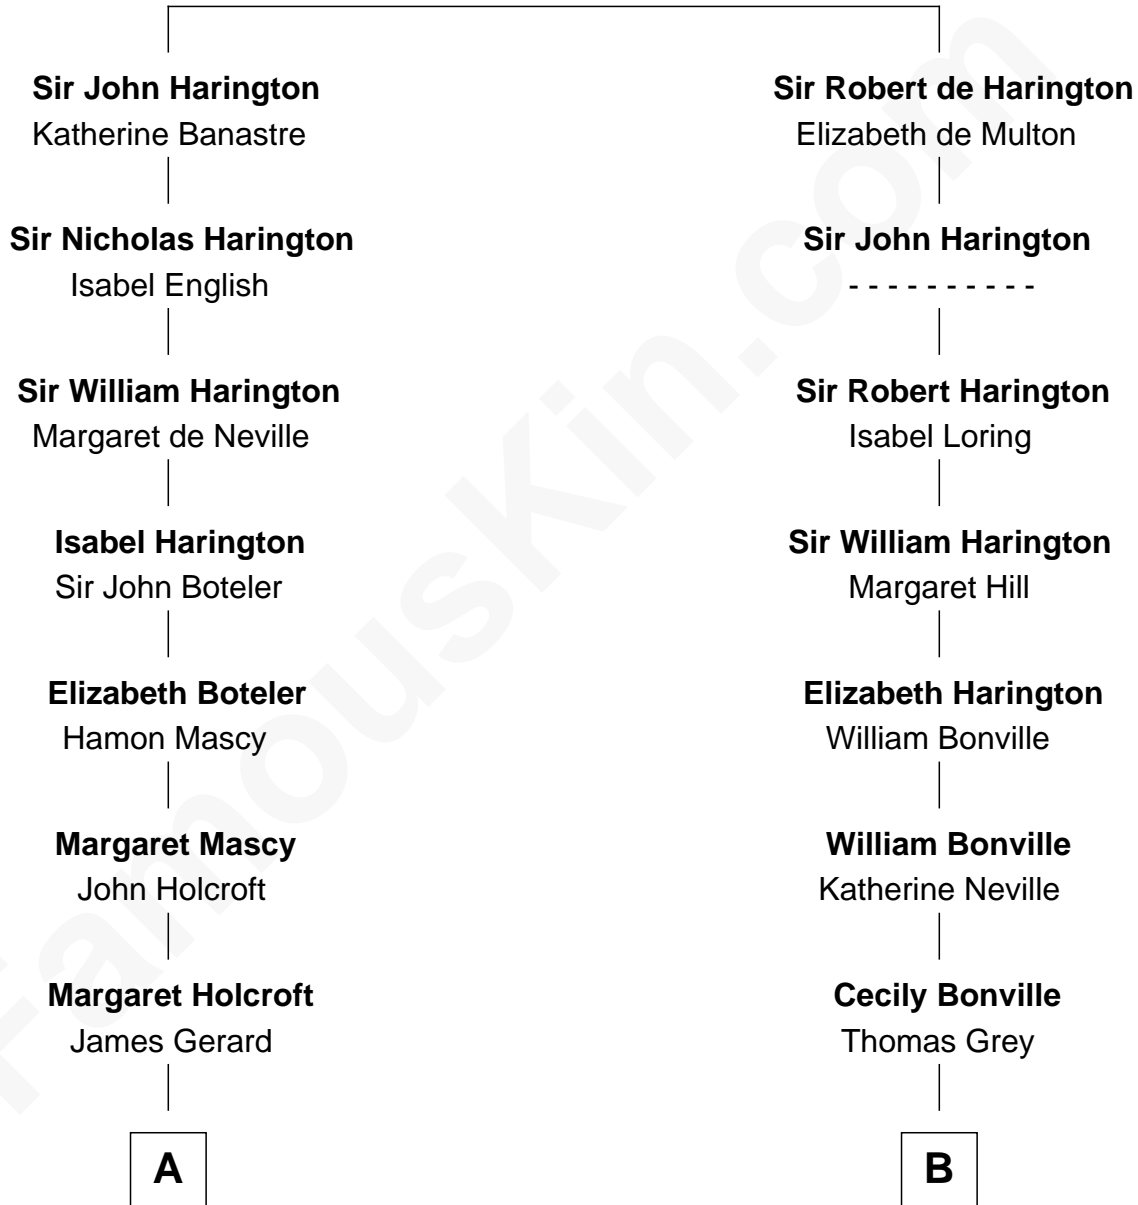 Sir John Harington
Katherine Banastre
Sir Nicholas Harington
Isabel English
Sir William Harington
Margaret de Neville
Isabel Harington
Sir John Boteler
Elizabeth Boteler
Hamon Mascy
Margaret Mascy
John Holcroft
Margaret Holcroft
James Gerard
A
Sir Robert de Harington
Elizabeth de Multon
Sir John Harington
- - - - - - - - - -
Sir Robert Harington
Isabel Loring
Sir William Harington
Margaret Hill
Elizabeth Harington
William Bonville
William Bonville
Katherine Neville
Cecily Bonville
Thomas Grey
B
FamousKin.com